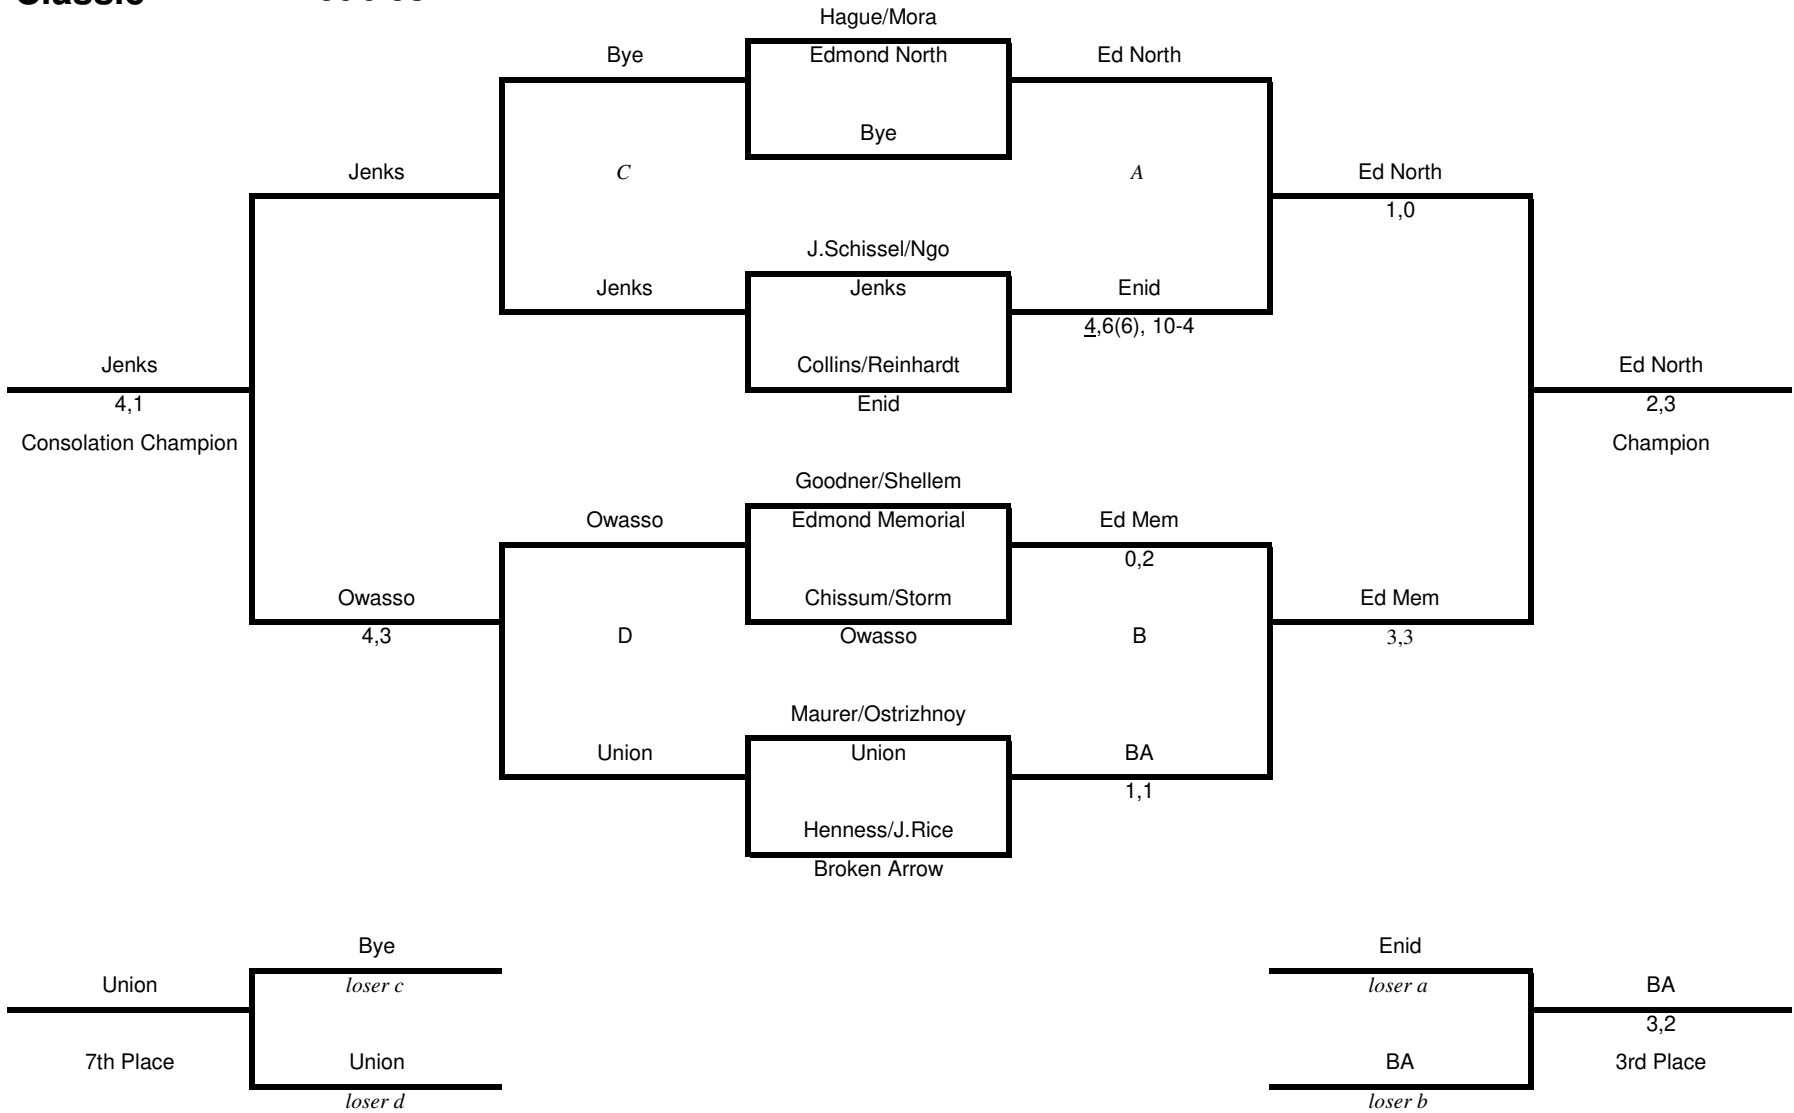 Classic
Hague/Mora
Bye
Edmond North
Ed North
Bye
Jenks
C
A
Ed North
1,0
J.Schissel/Ngo
Jenks
Jenks
Enid
4,6(6), 10-4
Jenks
Collins/Reinhardt
Ed North
4,1
Enid
2,3
Consolation Champion
Champion
Goodner/Shellem
Owasso
Edmond Memorial
Ed Mem
0,2
Owasso
Chissum/Storm
Ed Mem
4,3
D
Owasso
B
3,3
Maurer/Ostrizhnoy
Union
Union
BA
1,1
Henness/J.Rice
Broken Arrow
Bye
Enid
Union
loser c
loser a
BA
3,2
7th Place
Union
BA
3rd Place
loser d
loser b